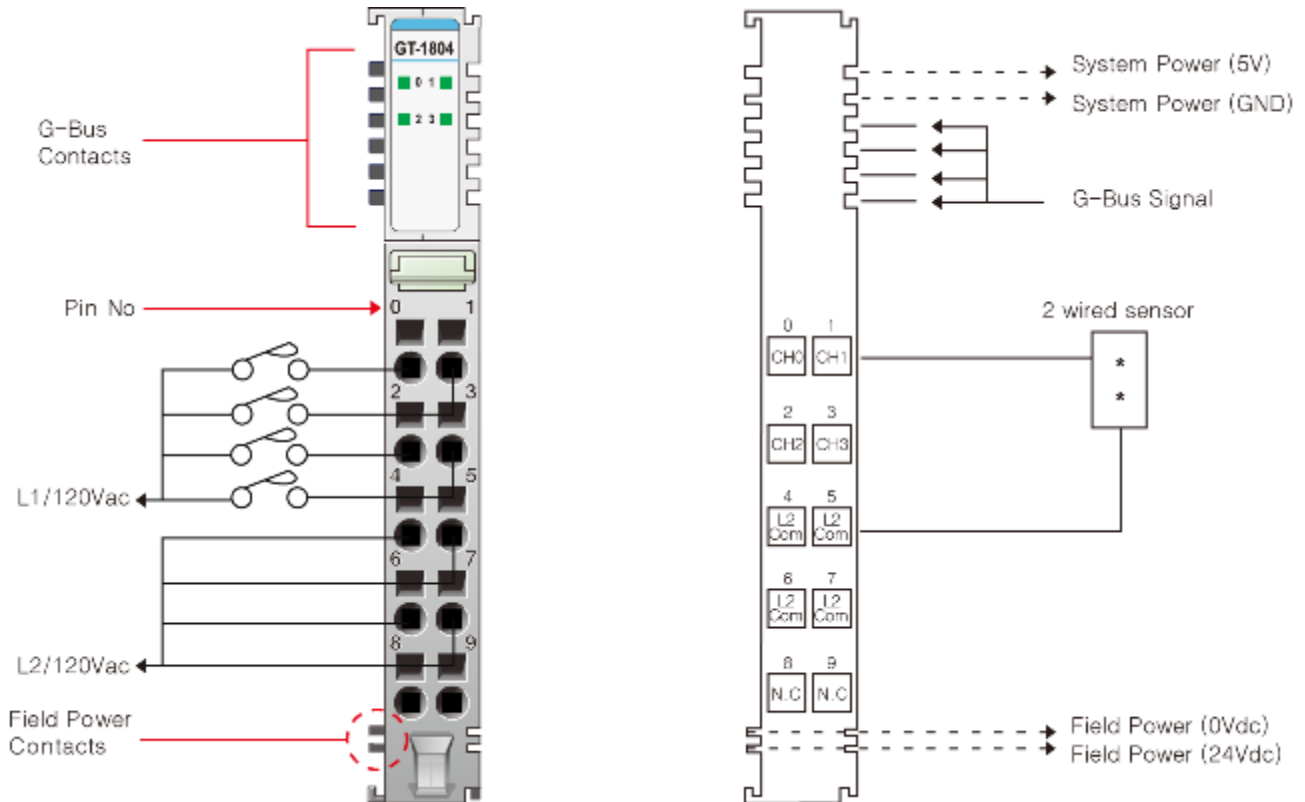 GT-1804
0 1
2 3
G-Bus
Contacts
Pin No
0 1
2 3
4 5
6 7
8 9
L1/120Vac
L2/120Vac
Field Power
Contacts
System Power (5V)
System Power (GND)
G-Bus Signal
2 wired sensor
*
*
0 1
CH0 CH1
2 3
CH2 CH3
4 5
L2 L2
Com Com
6 7
L2 L2
Com Com
8 9
N.C N.C
Field Power (0Vdc)
Field Power (24Vdc)